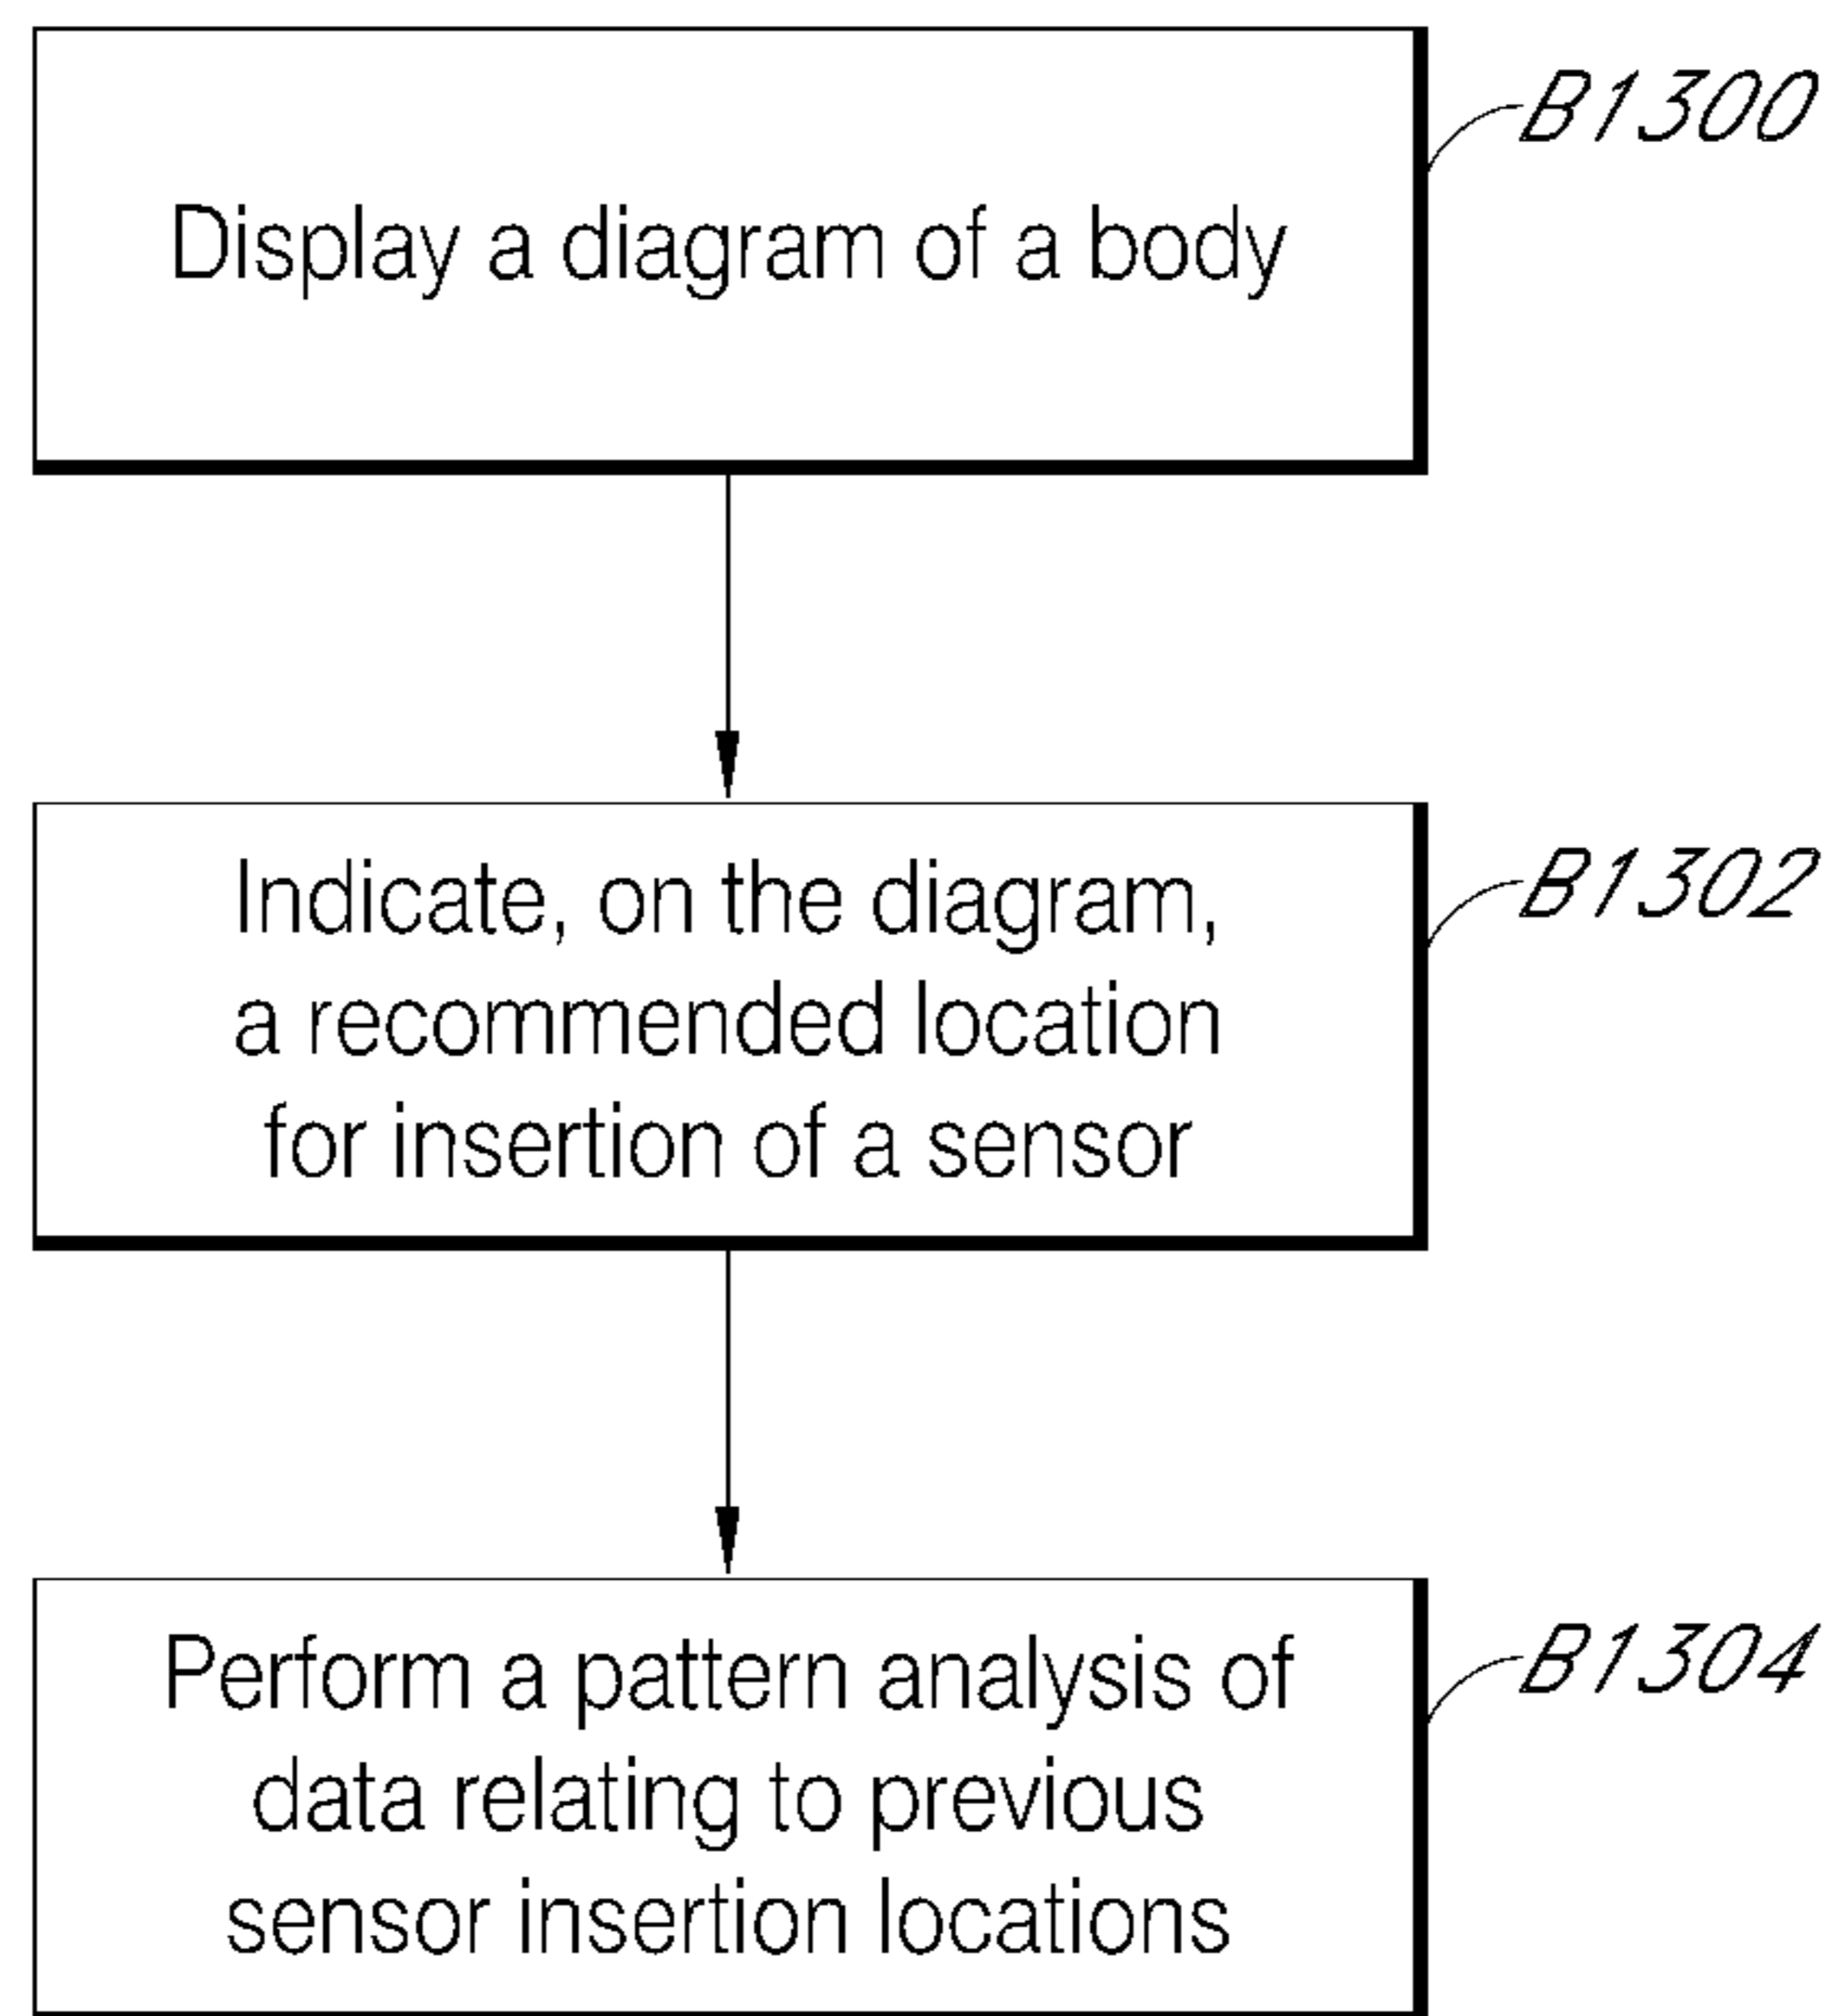 Display a diagram of a body
B1300
Indicate, on the diagram,
a recommended location
for insertion of a sensor
B1302
Perform a pattern analysis of
data relating to previous
sensor insertion locations
B1304